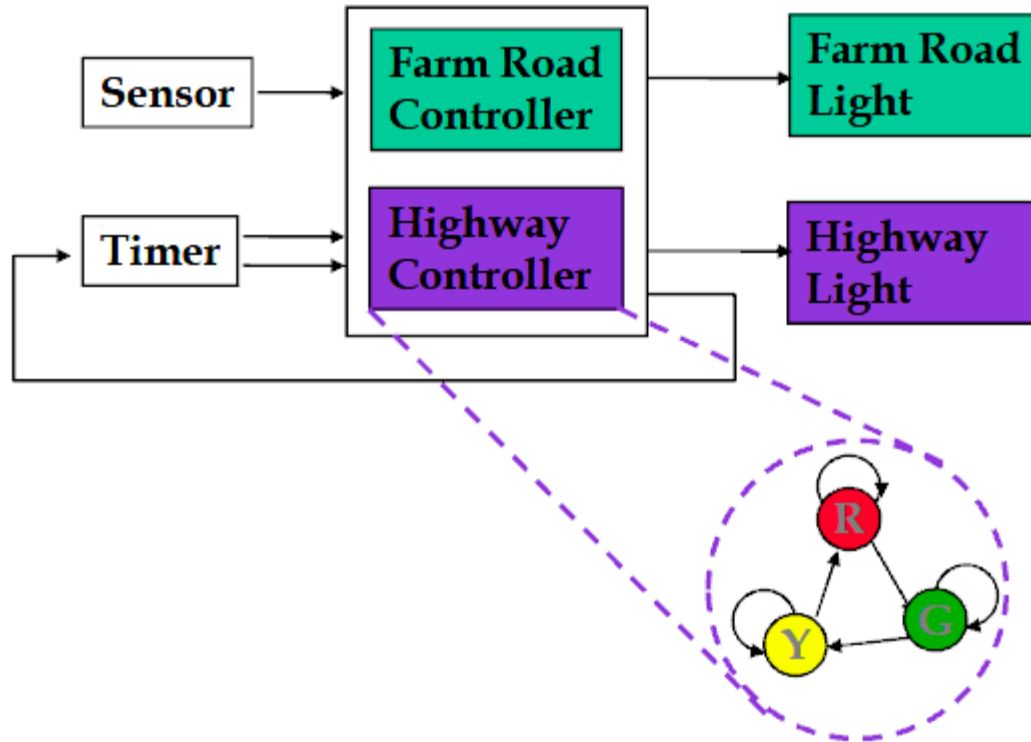 Sensor
Farm Road
Controller
Farm Road
Light
Timer
Highway
Controller
Highway
Light
R
Y
G